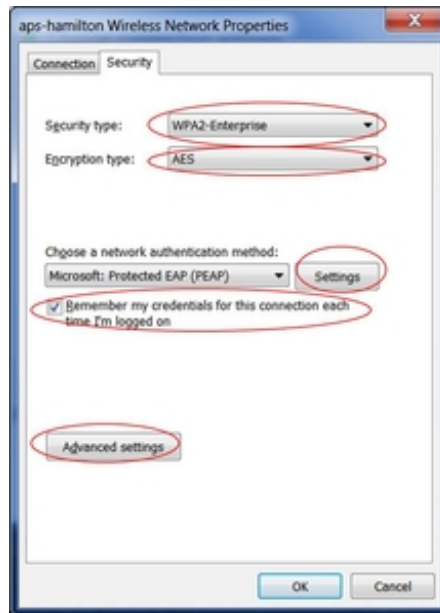 aps-hamilton Wireless Network Properties
Connection Security
Security type: WPA2-Enterprise
Encryption type: AES
Choose a network authentication method:
Microsoft: Protected EAP (PEAP) Settings
Remember my credentials for this connection each
time I'm logged on
Advanced settings
OK Cancel